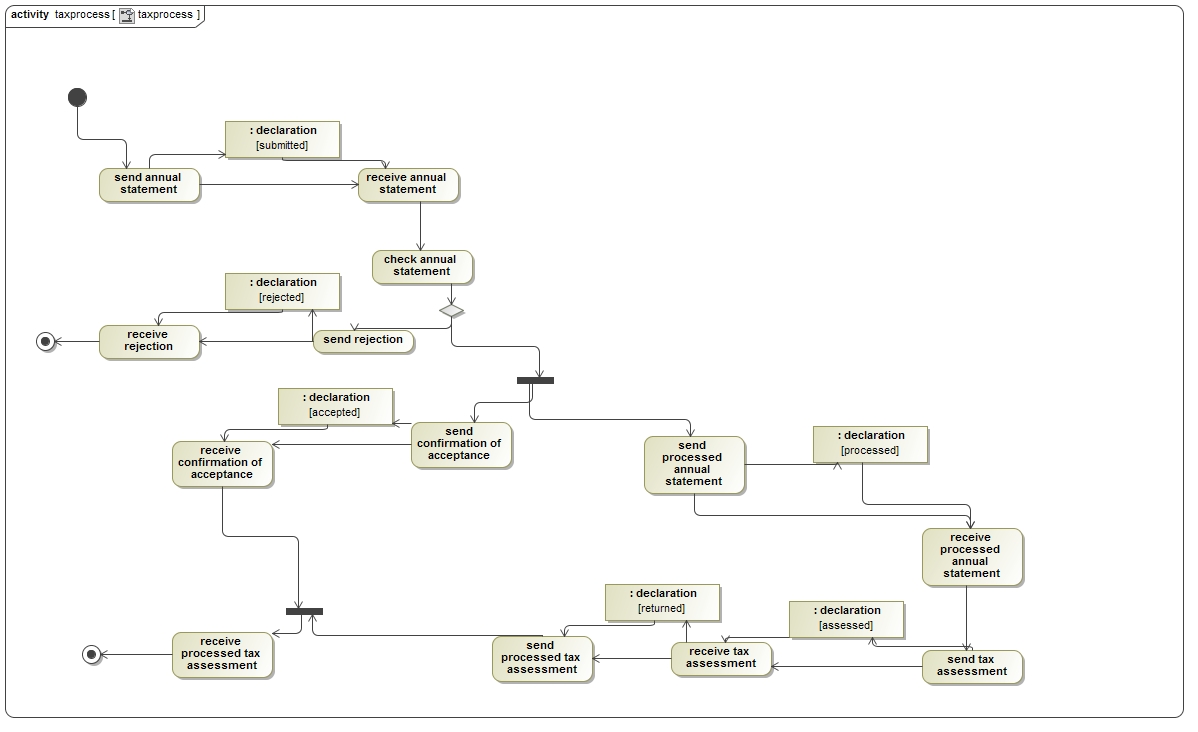 activity taxprocess [ taxprocess ]
: declaration
[submitted]
send annual
statement
receive annual
statement
check annual
statement
: declaration
[rejected]
receive
rejection
send rejection
: declaration
[accepted]
send
confirmation of
acceptance
receive
confirmation of
acceptance
send
processed
annual
statement
: declaration
[processed]
receive
processed
annual
statement
: declaration
[returned]
: declaration
[assessed]
receive
processed tax
assessment
send
processed tax
assessment
receive tax
assessment
send tax
assessment